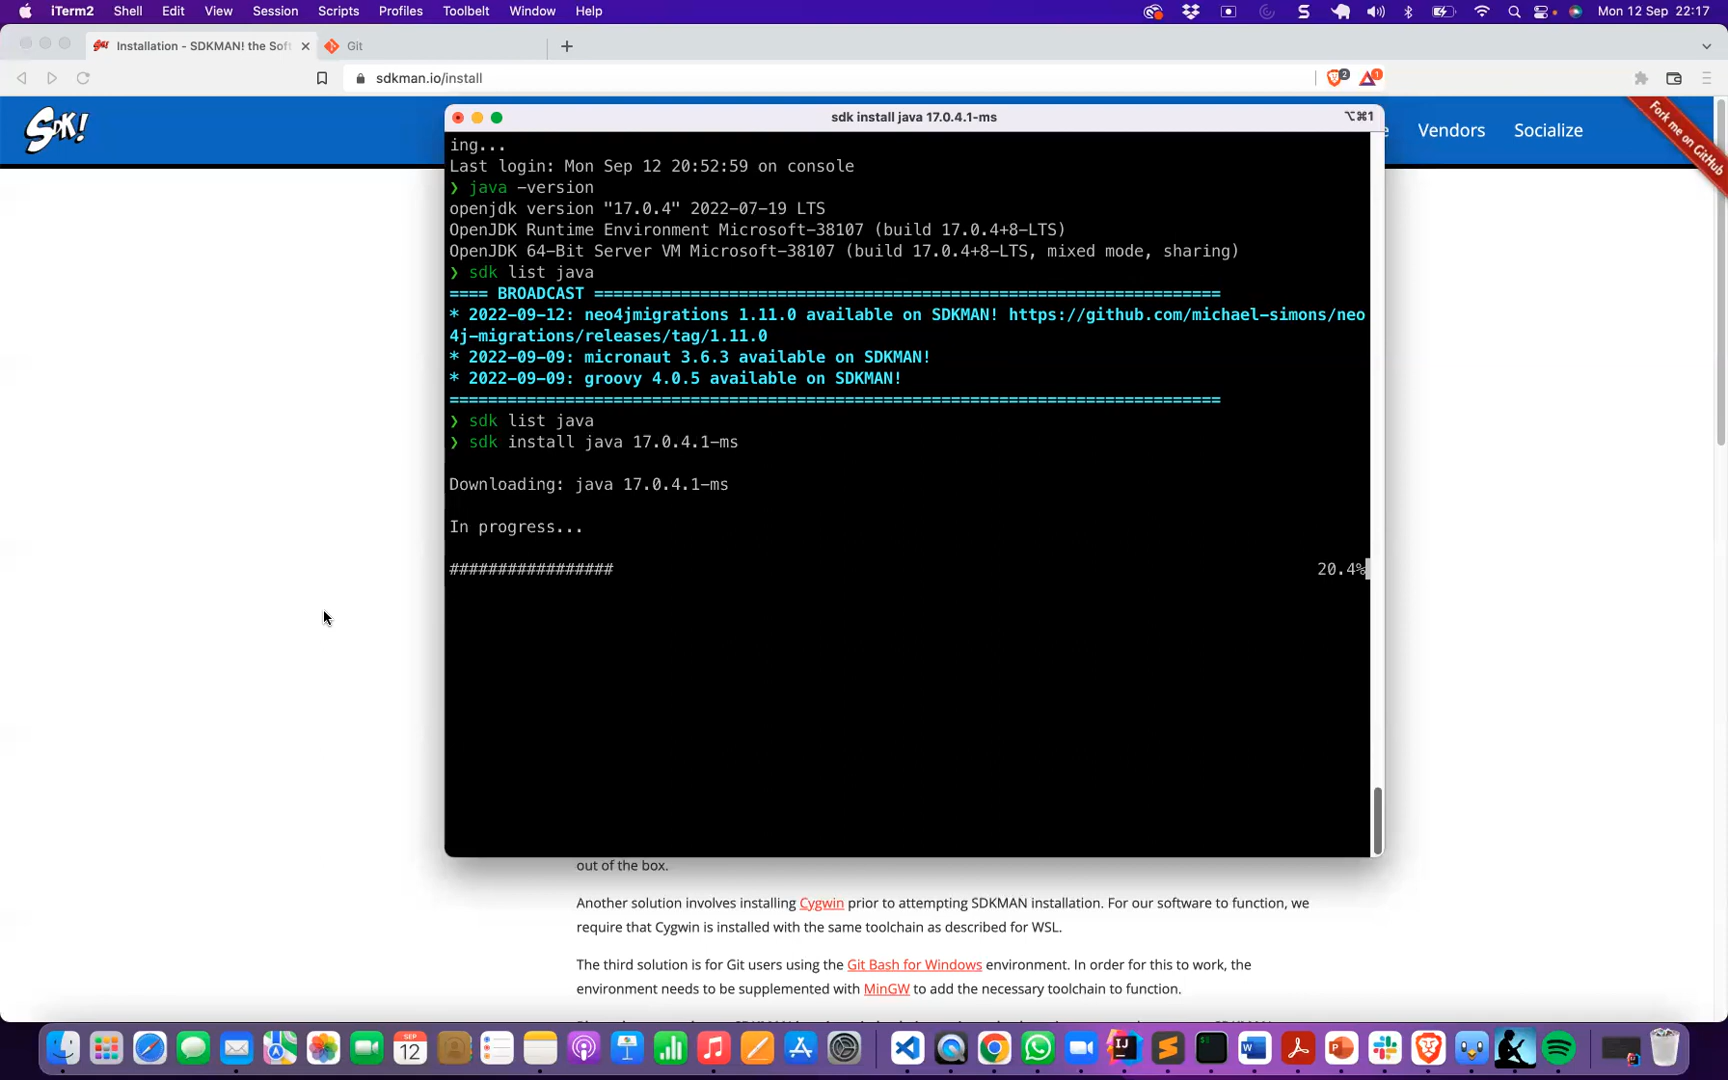 iTerm2 Shell Edit View Session Scripts Profiles Toolbelt Window Help Mon 12 Sep 22:17
Installation - SDKMAN! the Sof Git
sdkman.io/install
2
1
SDK!
Vendors Socialize
Fork me on GitHub
sdk install java 17.0.4.1-ms ⌥⌘1
ing...
Last login: Mon Sep 12 20:52:59 on console
❯ java -version
openjdk version "17.0.4" 2022-07-19 LTS
OpenJDK Runtime Environment Microsoft-38107 (build 17.0.4+8-LTS)
OpenJDK 64-Bit Server VM Microsoft-38107 (build 17.0.4+8-LTS, mixed mode, sharing)
❯ sdk list java
==== BROADCAST =================================================================
* 2022-09-12: neo4jmigrations 1.11.0 available on SDKMAN! https://github.com/michael-simons/neo
4j-migrations/releases/tag/1.11.0
* 2022-09-09: micronaut 3.6.3 available on SDKMAN!
* 2022-09-09: groovy 4.0.5 available on SDKMAN!
================================================================================
❯ sdk list java
❯ sdk install java 17.0.4.1-ms
Downloading: java 17.0.4.1-ms
In progress...
################# 20.4%
out of the box.
Another solution involves installing Cygwin prior to attempting SDKMAN installation. For our software to function, we
require that Cygwin is installed with the same toolchain as described for WSL.
The third solution is for Git users using the Git Bash for Windows environment. In order for this to work, the
environment needs to be supplemented with MinGW to add the necessary toolchain to function.
SEP
12